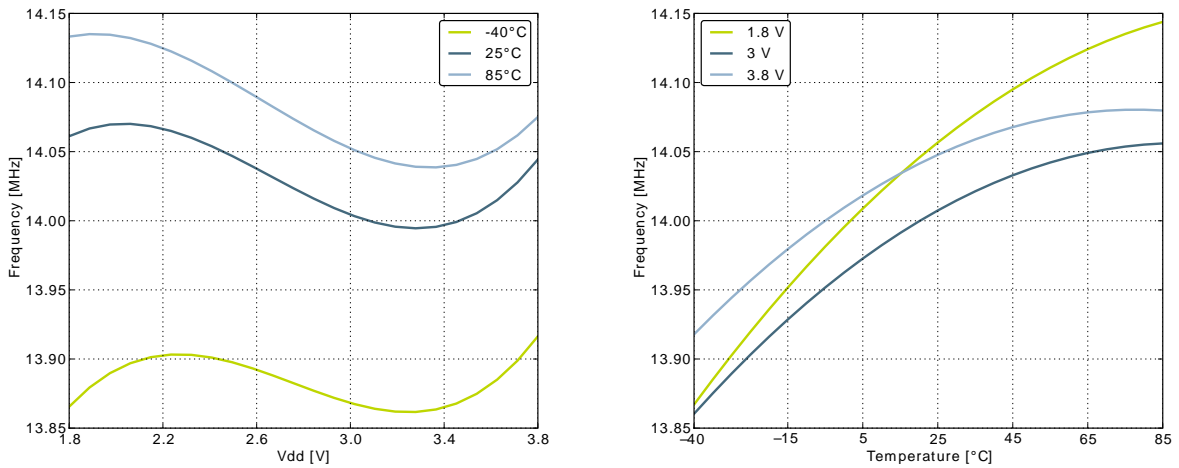 14.15
14.10
14.05
14.00
13.95
13.90
13.85
Frequency [MHz]
1.8 2.2 2.6 3.0 3.4 3.8
Vdd [V]
-40°C
25°C
85°C
14.15
14.10
14.05
14.00
13.95
13.90
13.85
Frequency [MHz]
–40 –15 5 25 45 65 85
Temperature [°C]
1.8 V
3 V
3.8 V